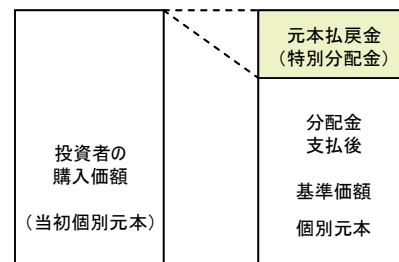 投資者の
購入価額
（当初個別元本）
元本払戻金
（特別分配金）
分配金
支払後
基準価額
個別元本